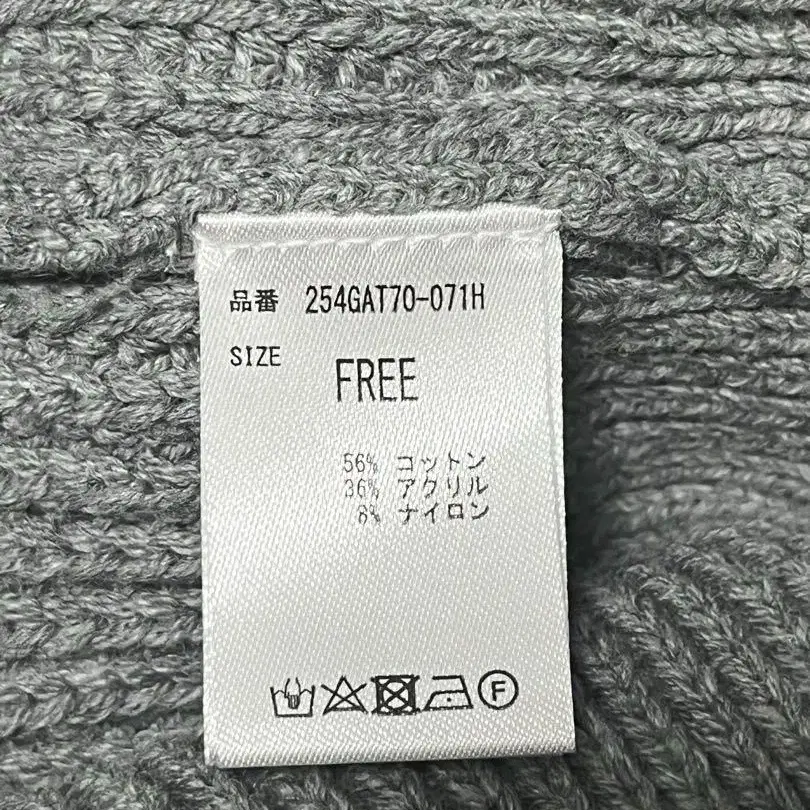 品番 254GAT70-071H
SIZE FREE
56% コットン
36% アクリル
8% ナイロン
F